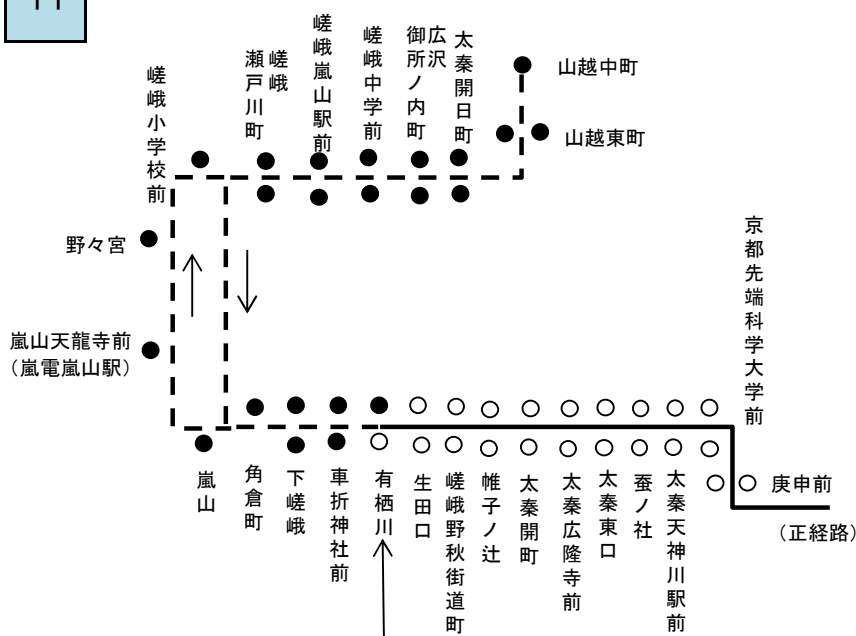 11
嵯峨小学校前
嵯峨
瀬戸川町
嵯峨嵐山駅前
嵯峨中学前
広沢
御所ノ内町
太秦開日町
山越中町
山越東町
野々宮
嵐山天龍寺前
(嵐電嵐山駅)
京都先端科学大学前
嵐山
角倉町
下嵯峨
車折神社前
有栖川
生田口
嵯峨野秋街道町
帷子ノ辻
太秦開町
太秦広隆寺前
太秦東口
蚕ノ社
太秦天神川駅前
庚申前
(正経路)